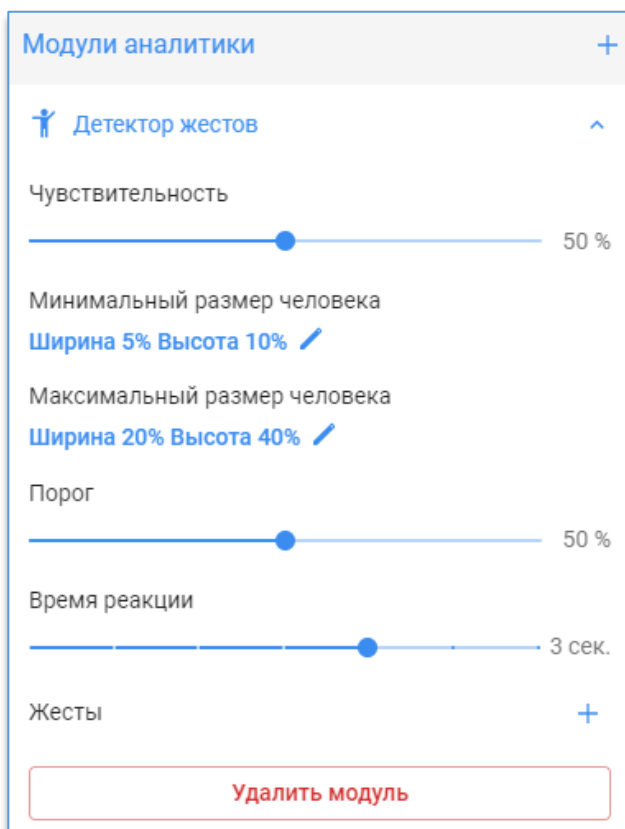 Модули аналитики +
Детектор жестов
Чувствительность
50 %
Минимальный размер человека
Ширина 5% Высота 10%
Максимальный размер человека
Ширина 20% Высота 40%
Порог
50 %
Время реакции
3 сек.
Жесты +
Удалить модуль